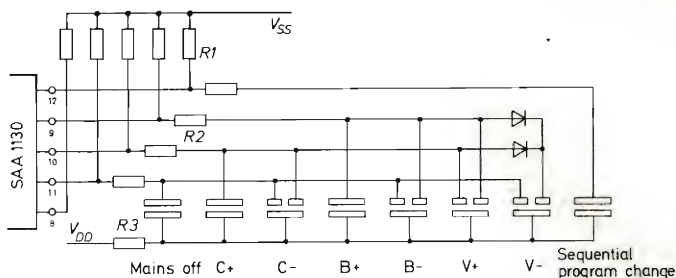 V_SS
R1
12
9
R2
10
SAA 1130
11
R3
8
V_DD
Mains off C+ C- B+ B- V+ V- Sequential
program change